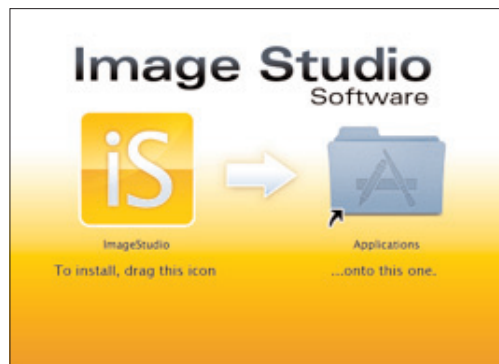 Image Studio
Software
iS
ImageStudio
Applications
To install, drag this icon
...onto this one.